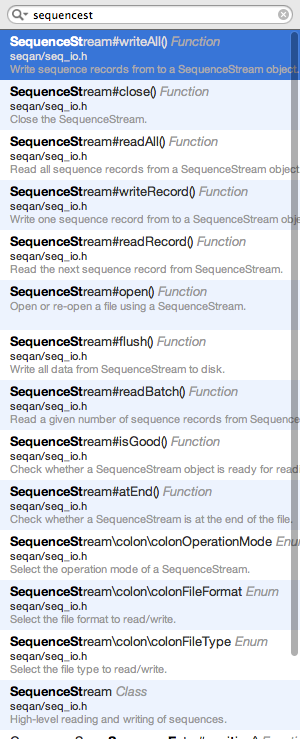 sequencest
SequenceStream#writeAll() Function
seqan/seq_io.h
Write sequence records from to a SequenceStream object.
SequenceStream#close() Function
seqan/seq_io.h
Close the SequenceStream.
SequenceStream#readAll() Function
seqan/seq_io.h
Read all sequence records from a SequenceStream object
SequenceStream#writeRecord() Function
seqan/seq_io.h
Write one sequence record from to a SequenceStream obje
SequenceStream#readRecord() Function
seqan/seq_io.h
Read the next sequence record from SequenceStream.
SequenceStream#open() Function
Open or re-open a file using a SequenceStream.
SequenceStream#flush() Function
seqan/seq_io.h
Write all data from SequenceStream to disk.
SequenceStream#readBatch() Function
seqan/seq_io.h
Read a given number of sequence records from Sequence
SequenceStream#isGood() Function
seqan/seq_io.h
Check whether a SequenceStream object is ready for read
SequenceStream#atEnd() Function
seqan/seq_io.h
Check whether a SequenceStream is at the end of the file.
SequenceStream\colon\colonOperationMode Enu
seqan/seq_io.h
Select the operation mode of a SequenceStream.
SequenceStream\colon\colonFileFormat Enum
seqan/seq_io.h
Select the file format to read/write.
SequenceStream\colon\colonFileType Enum
seqan/seq_io.h
Select the file type to read/write.
SequenceStream Class
seqan/seq_io.h
High-level reading and writing of sequences.